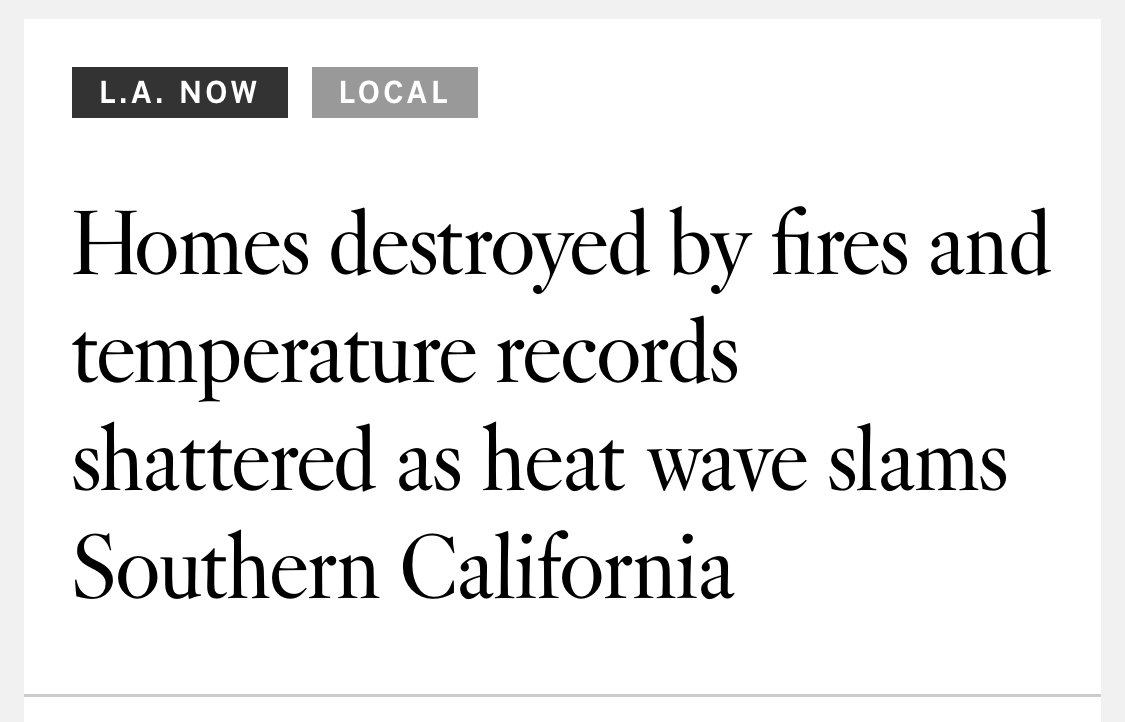 L.A. NOW LOCAL
Homes destroyed by fires and
temperature records
shattered as heat wave slams
Southern California